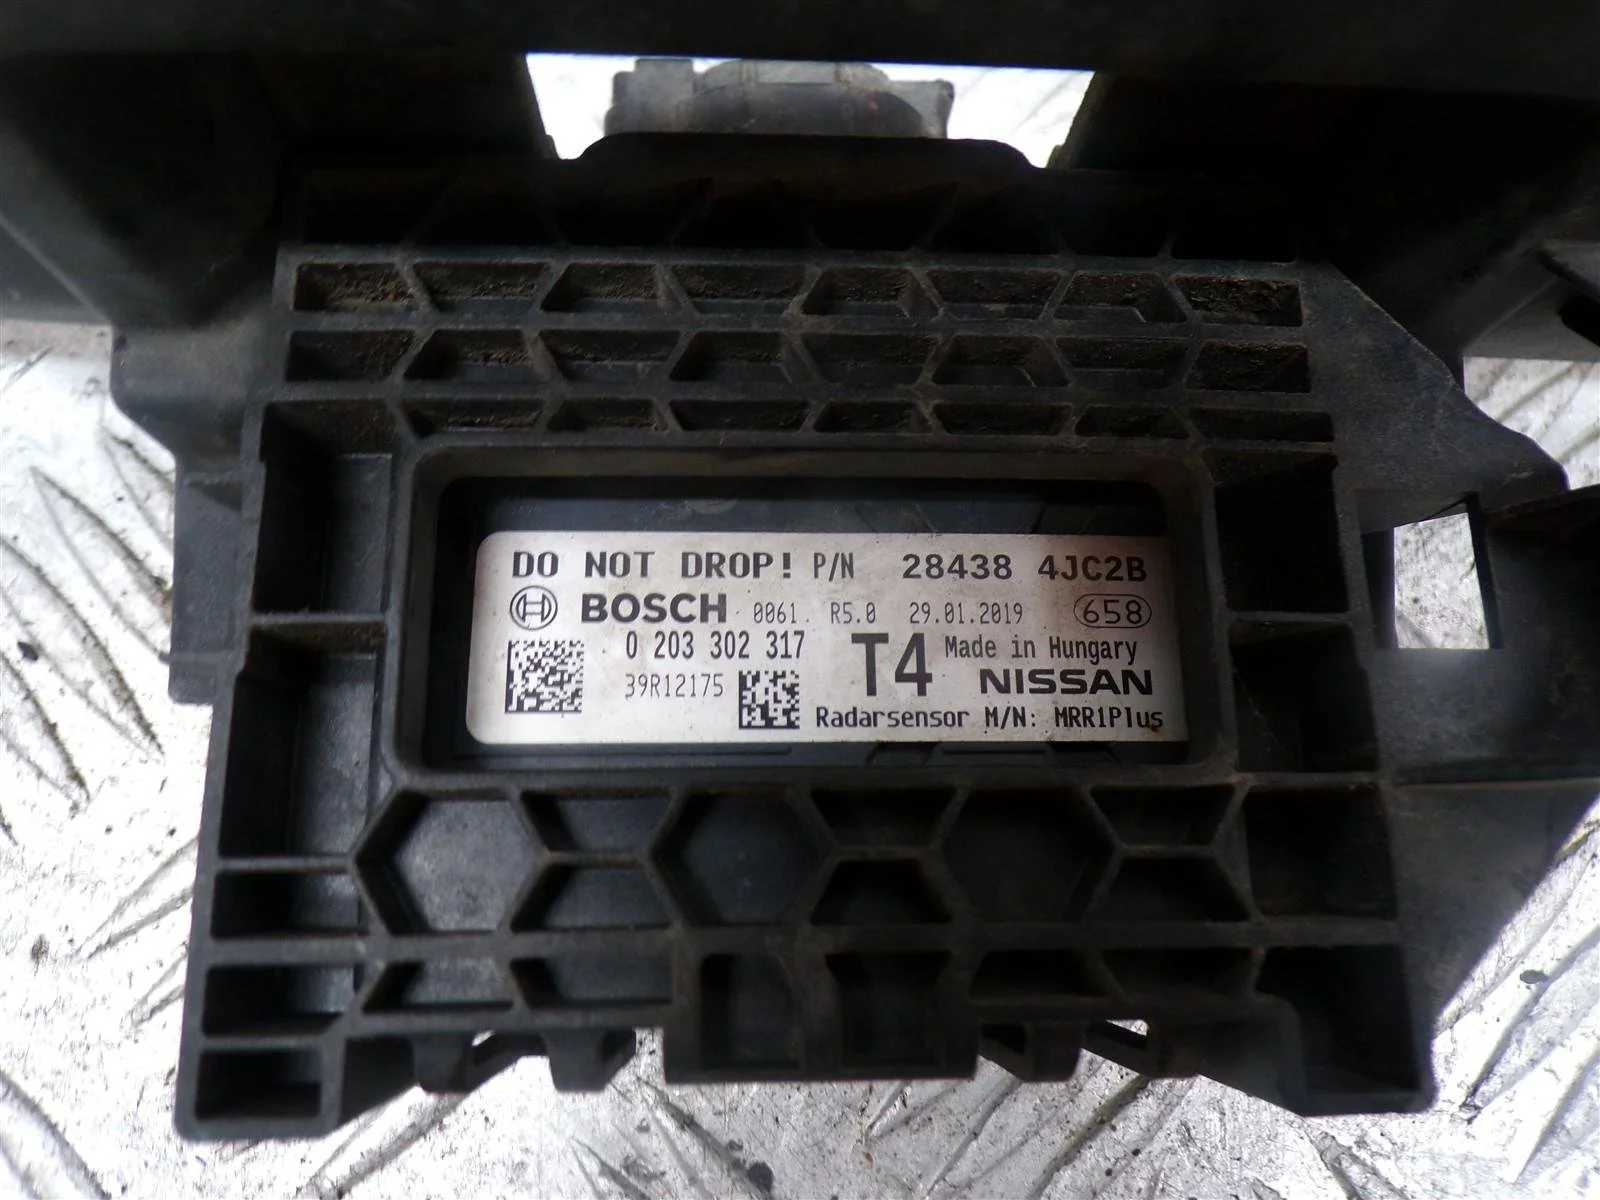 DO NOT DROP! P/N 28438 4JC2B
BOSCH 0061 R5.0 29.01.2019 658
0 203 302 317 T4 Made in Hungary
39R12175 NISSAN
Radarsensor M/N: MRR1Plus